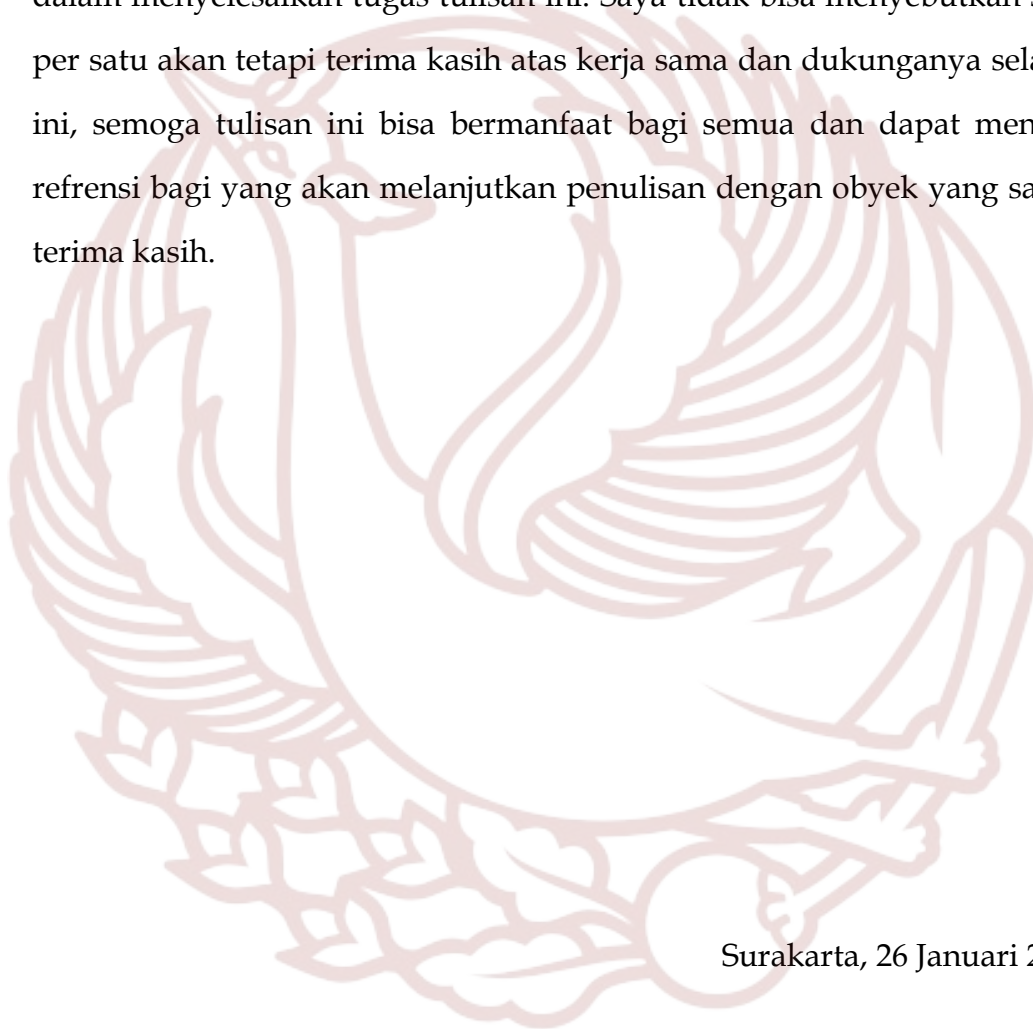 dalam menyelesaikan tugas tulisan ini. Saya tidak bisa menyebutkan
per satu akan tetapi terima kasih atas kerja sama dan dukunganya
ini, semoga tulisan ini bisa bermanfaat bagi semua dan dapat
refrensi bagi yang akan melanjutkan penulisan dengan obyek yang
terima kasih.
Surakarta, 26 Januari